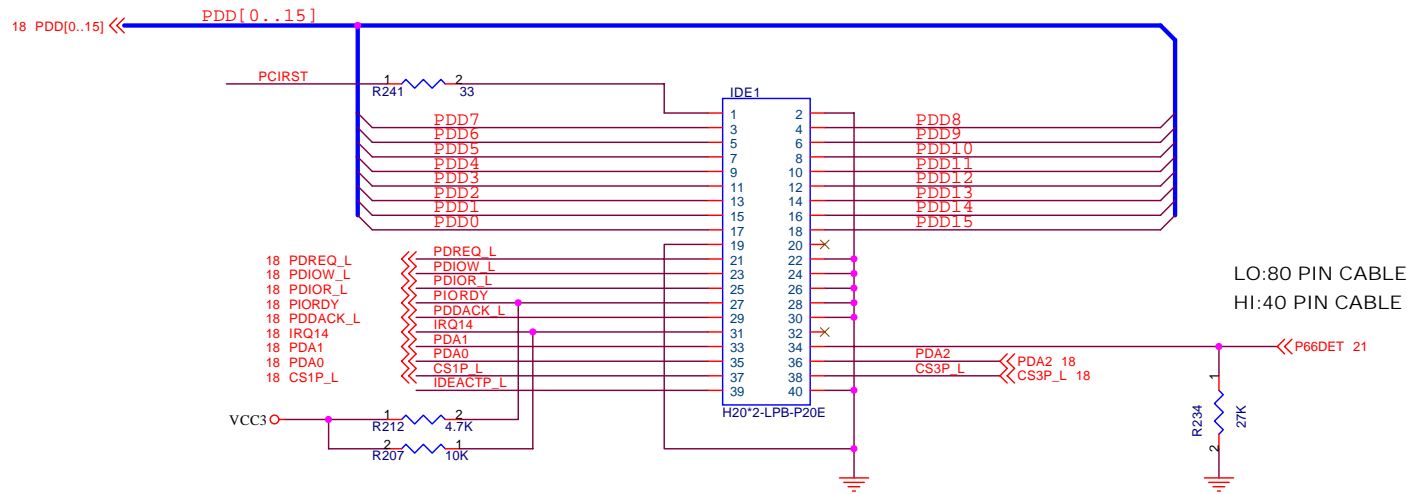 PDD[0..15]
18 PDD[0..15]
PCIRST
1 2
R241 33
IDE1
1 2
PDD7 3 4 PDD8
PDD6 5 6 PDD9
PDD5 7 8 PDD10
PDD4 9 10 PDD11
PDD3 11 12 PDD12
PDD2 13 14 PDD13
PDD1 15 16 PDD14
PDD0 17 18 PDD15
19 20
18 PDREQ_L PDREQ_L 21 22
18 PDIOW_L PDIOW_L 23 24
18 PDIOR_L PDIOR_L 25 26
18 PIORDY PIORDY 27 28
18 PDDACK_L PDDACK_L 29 30
18 IRQ14 IRQ14 31 32
18 PDA1 PDA1 33 34
18 PDA0 PDA0 35 36 PDA2 PDA2 18
18 CS1P_L CS1P_L 37 38 CS3P_L CS3P_L 18
IDEACTP_L 39 40
H20*2-LPB-P20E
LO:80 PIN CABLE
HI:40 PIN CABLE
P66DET 21
1
R234 27K
2
VCC3
1 2
R212 4.7K
2 1
R207 10K